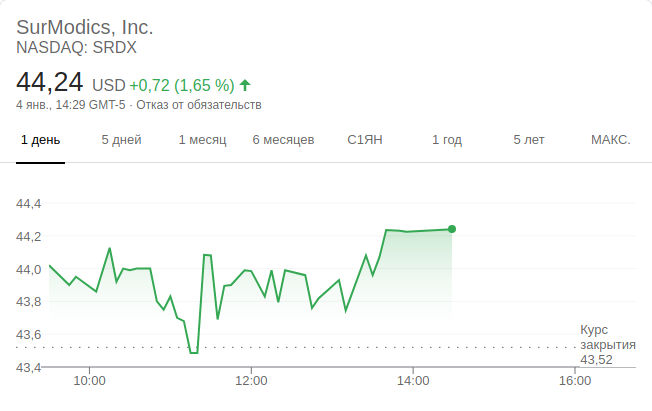 SurModics, Inc.
NASDAQ: SRDX
44,24 USD +0,72 (1,65 %)
4 янв., 14:29 GMT-5 · Отказ от обязательств
1 день 5 дней 1 месяц 6 месяцев С1ЯН 1 год 5 лет МАКС.
44,4
44,2
44,0
43,8
43,6
43,4
Курс
закрытия
43,52
10:00 12:00 14:00 16:00